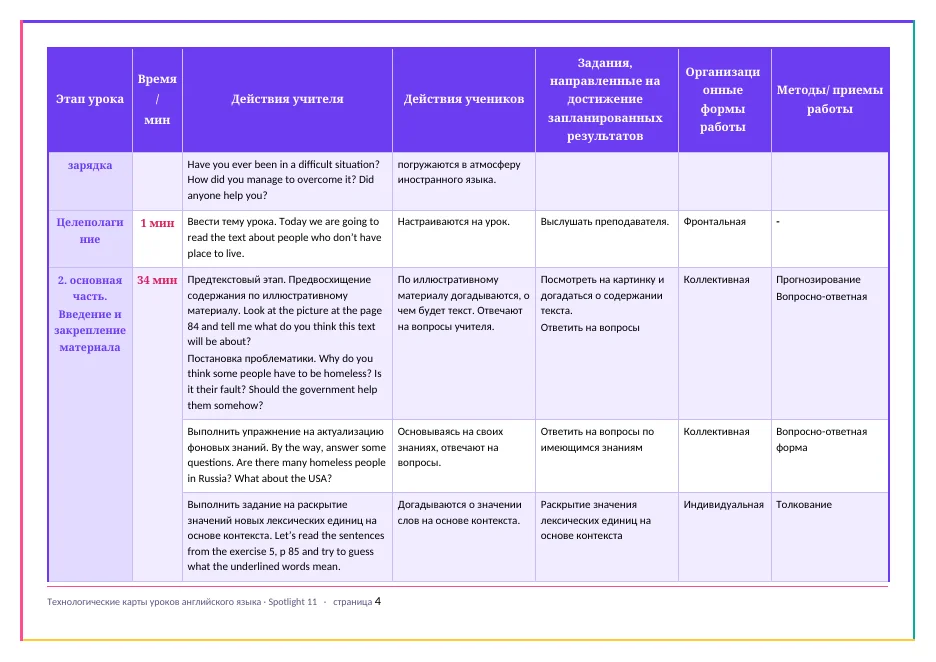 Этап урока
Время
/
мин
Действия учителя
Действия учеников
Задания,
направленные на
достижение
запланированных
результатов
Организаци
онные
формы
работы
Методы/ приемы
работы
зарядка
Have you ever been in a difficult situation?
How did you manage to overcome it? Did
anyone help you?
погружаются в атмосферу
иностранного языка.
Целеполаги
ние
1 мин
Ввести тему урока. Today we are going to
read the text about people who don’t have
place to live.
Настраиваются на урок.
Выслушать преподавателя.
Фронтальная
-
2. основная
часть.
Введение и
закрепление
материала
34 мин
Предтекстовый этап. Предвосхищение
содержания по иллюстративному
материалу. Look at the picture at the page
84 and tell me what do you think this text
will be about?
Постановка проблематики. Why do you
think some people have to be homeless? Is
it their fault? Should the government help
them somehow?
По иллюстративному
материалу догадываются, о
чем будет текст. Отвечают
на вопросы учителя.
Посмотреть на картинку и
догадаться о содержании
текста.
Ответить на вопросы
Коллективная
Прогнозирование
Вопросно-ответная
Выполнить упражнение на актуализацию
фоновых знаний. By the way, answer some
questions. Are there many homeless people
in Russia? What about the USA?
Основываясь на своих
знаниях, отвечают на
вопросы.
Ответить на вопросы по
имеющимся знаниям
Коллективная
Вопросно-ответная
форма
Выполнить задание на раскрытие
значений новых лексических единиц на
основе контекста. Let’s read the sentences
from the exercise 5, p 85 and try to guess
what the underlined words mean.
Догадываются о значении
слов на основе контекста.
Раскрытие значения
лексических единиц на
основе контекста
Индивидуальная
Толкование
Технологические карты уроков английского языка · Spotlight 11 · страница 4